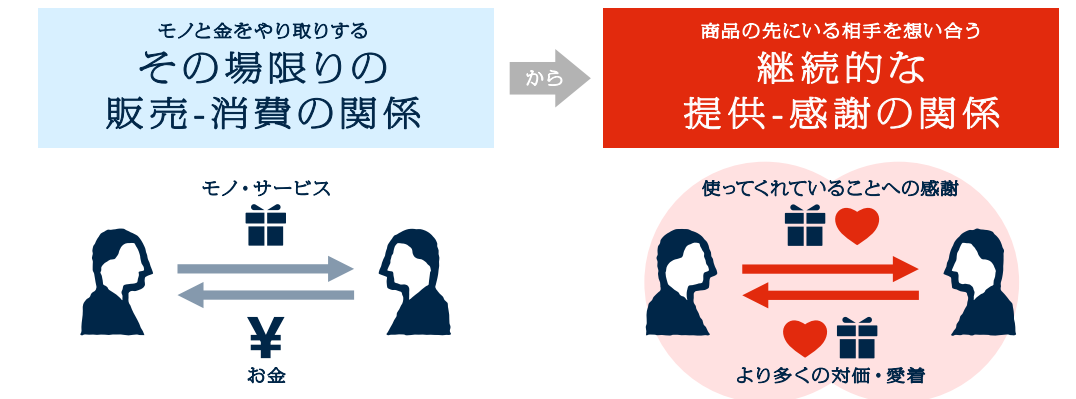 モノと金をやり取りする
その場限りの
販売-消費の関係
から
商品の先にいる相手を想い合う
継続的な
提供-感謝の関係
モノ・サービス
¥
お金
使ってくれていることへの感謝
より多くの対価・愛着